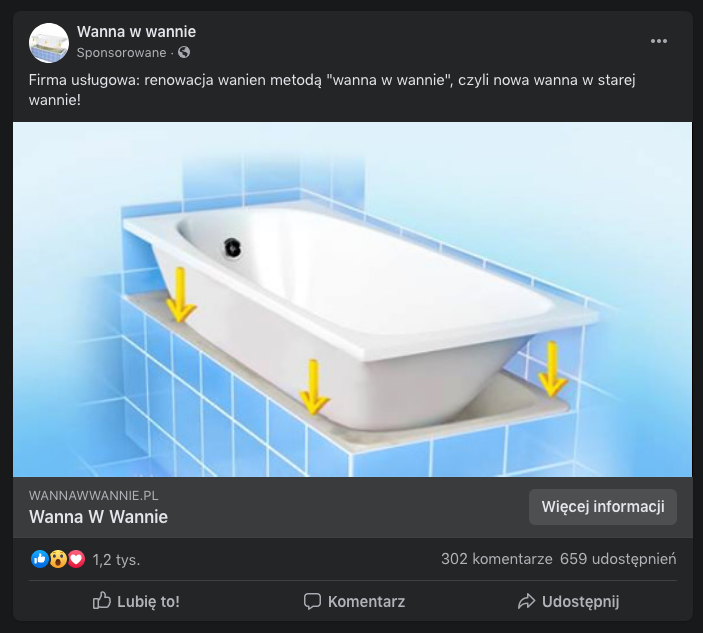 Wanna w wannie
Sponsorowane ·
Firma usługowa: renowacja wanien metodą "wanna w wannie", czyli nowa wanna w starej
wannie!
WANNAWWANNIE.PL
Wanna W Wannie
Więcej informacji
1,2 tys.
302 komentarze 659 udostępnień
Lubię to!
Komentarz
Udostępnij